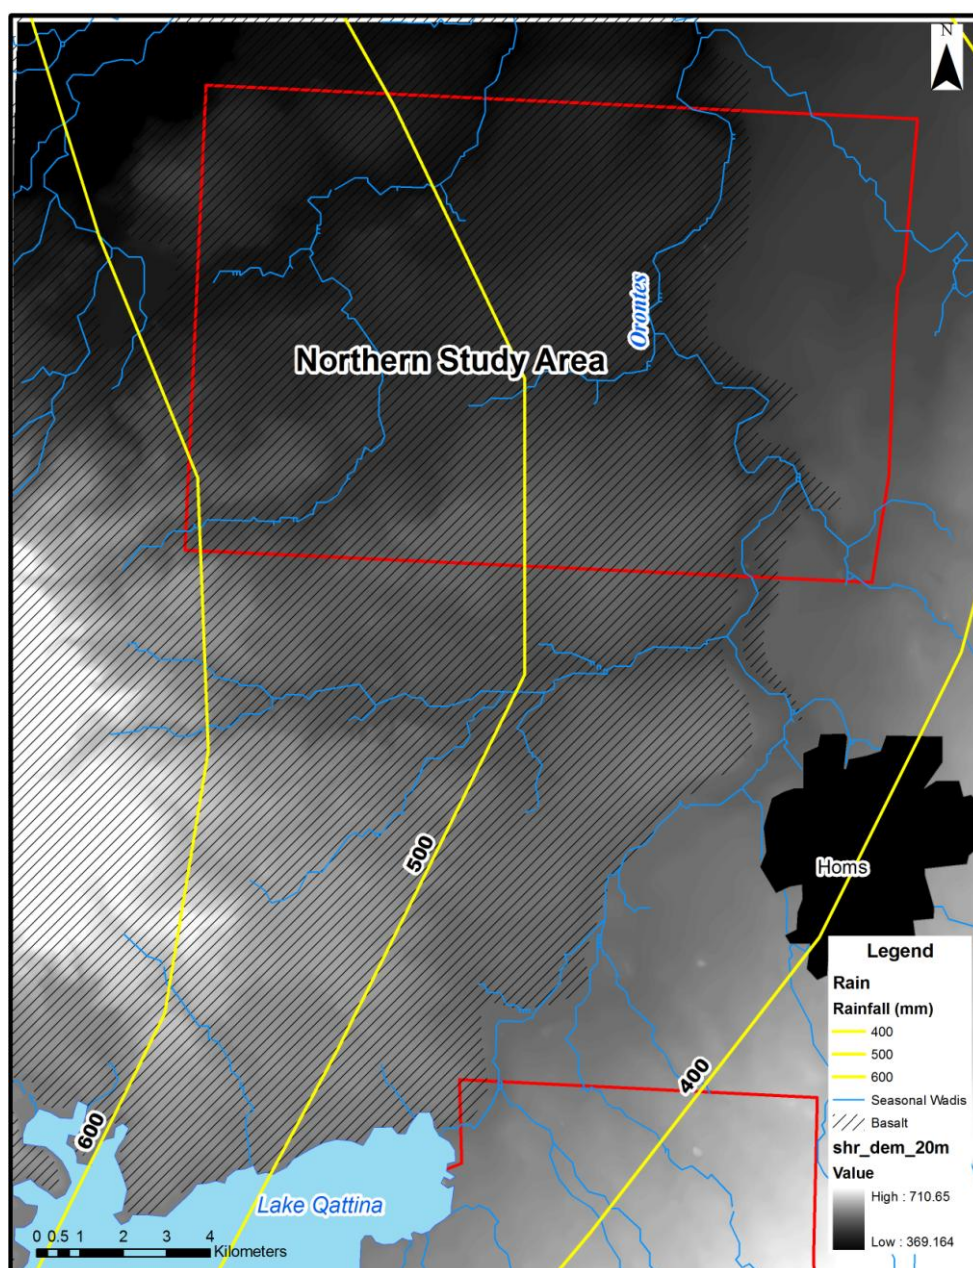 N
Orontes
Northern Study Area
500
Homs
400
600
Lake Qattina
0 0.5 1 2 3 4
Kilometers
Legend
Rain
Rainfall (mm)
400
500
600
Seasonal Wadis
Basalt
shr_dem_20m
Value
High : 710.65
Low : 369.164